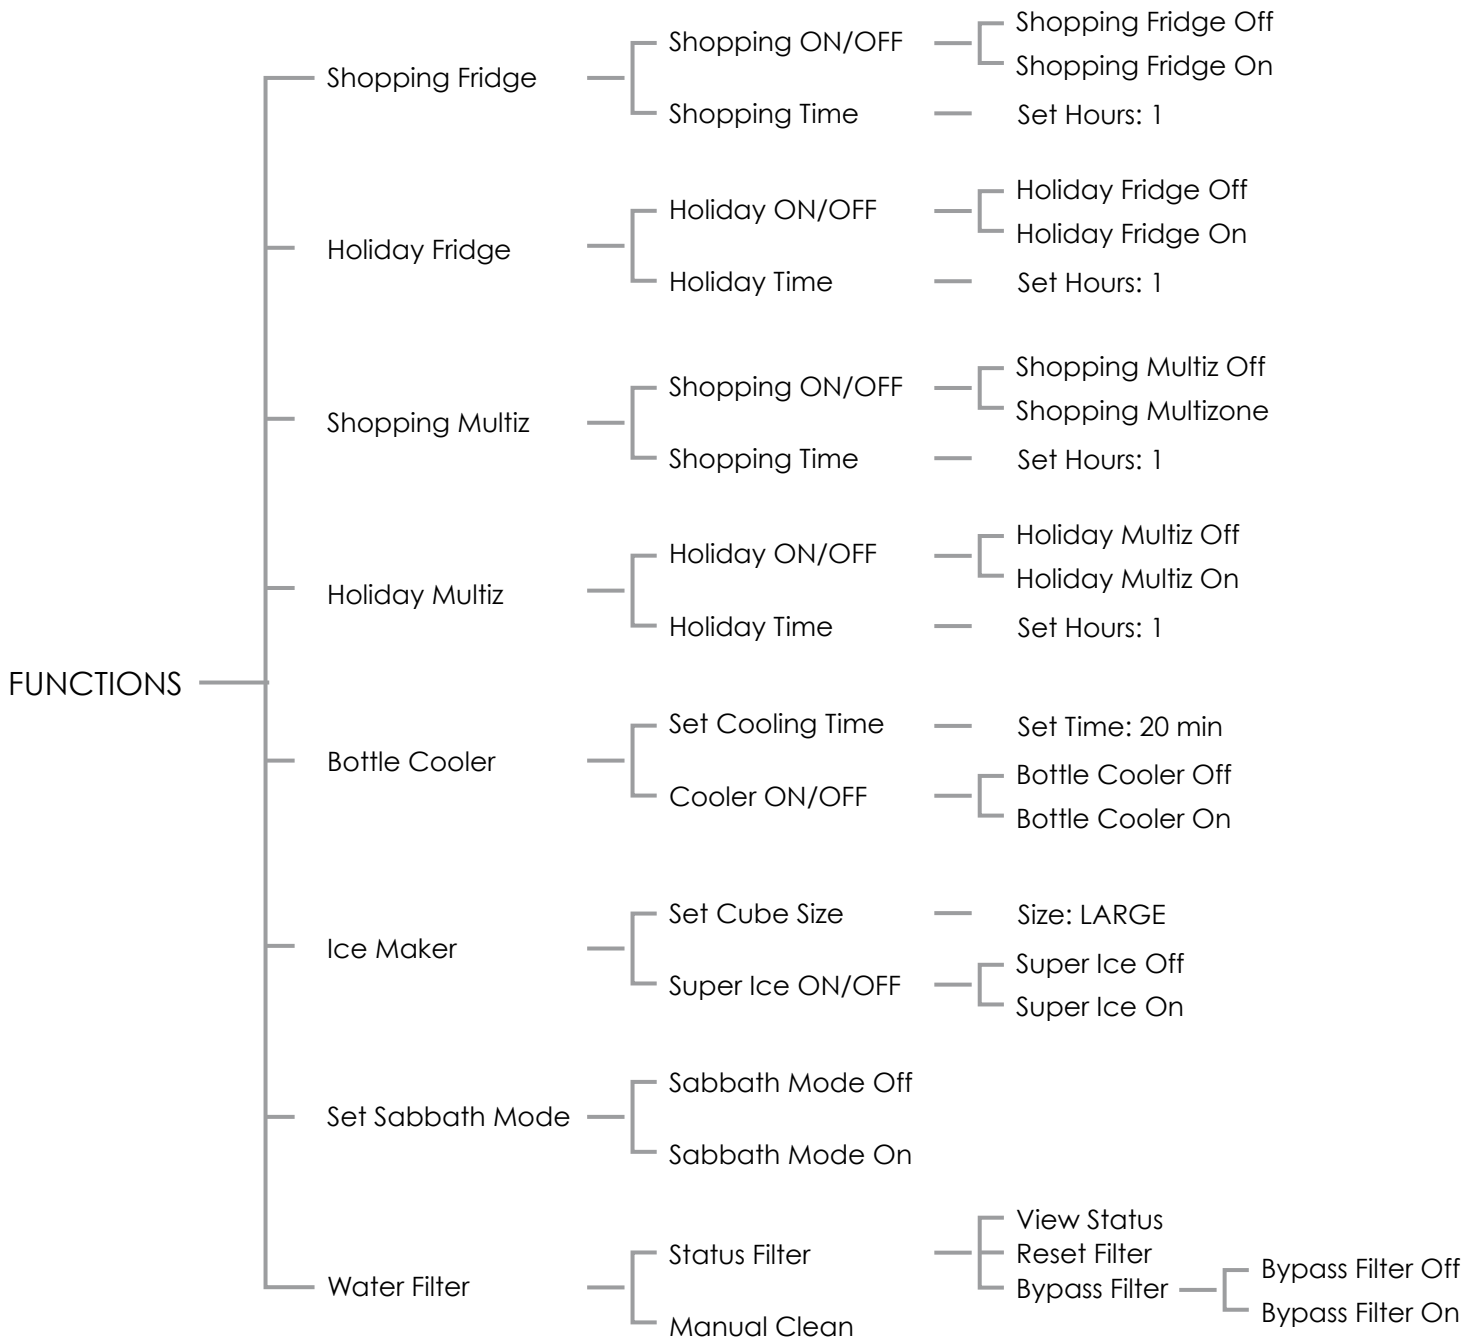 FUNCTIONS
Shopping Fridge
Shopping ON/OFF
Shopping Fridge Off
Shopping Fridge On
Shopping Time
Set Hours: 1
Holiday Fridge
Holiday ON/OFF
Holiday Fridge Off
Holiday Fridge On
Holiday Time
Set Hours: 1
Shopping Multiz
Shopping ON/OFF
Shopping Multiz Off
Shopping Multizone
Shopping Time
Set Hours: 1
Holiday Multiz
Holiday ON/OFF
Holiday Multiz Off
Holiday Multiz On
Holiday Time
Set Hours: 1
Bottle Cooler
Set Cooling Time
Set Time: 20 min
Cooler ON/OFF
Bottle Cooler Off
Bottle Cooler On
Ice Maker
Set Cube Size
Size: LARGE
Super Ice ON/OFF
Super Ice Off
Super Ice On
Set Sabbath Mode
Sabbath Mode Off
Sabbath Mode On
Water Filter
Status Filter
View Status
Reset Filter
Bypass Filter
Bypass Filter Off
Bypass Filter On
Manual Clean